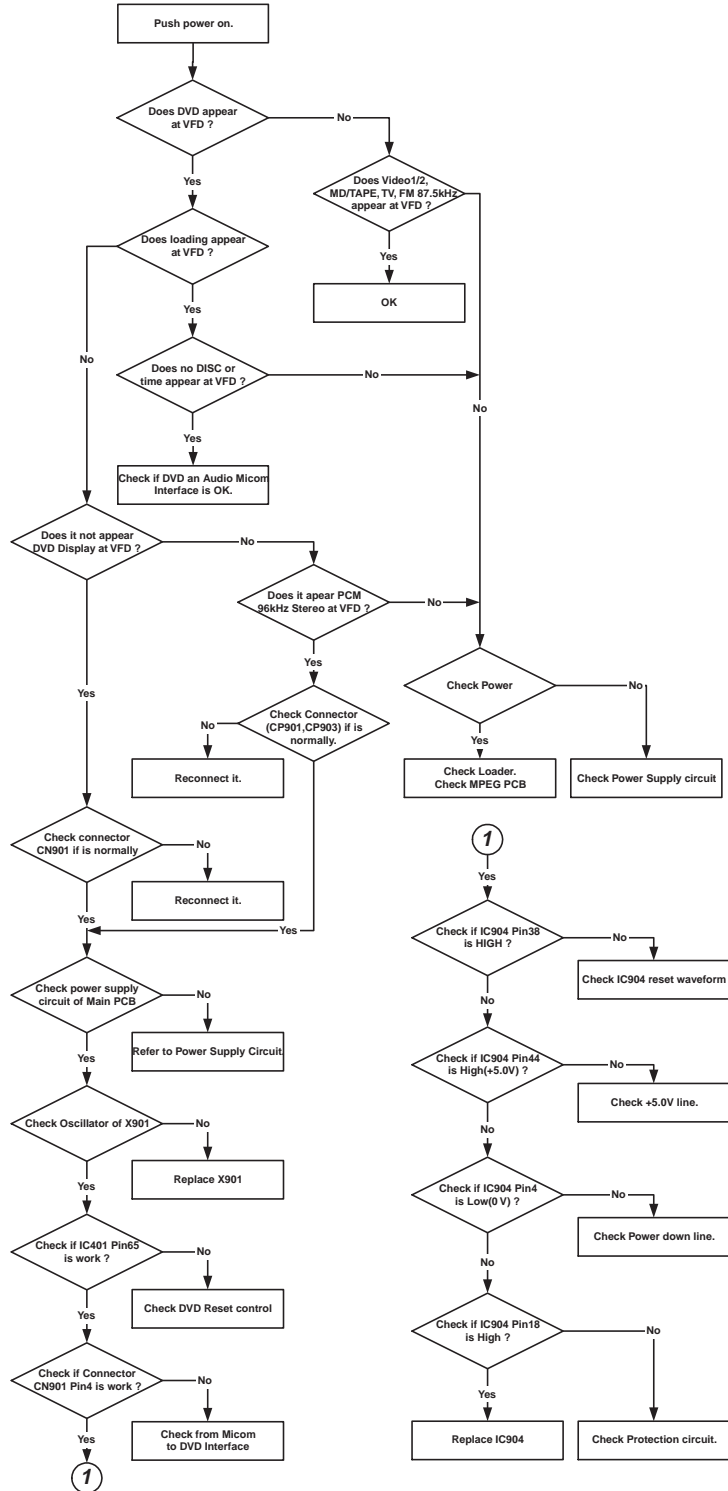 Push power on.
Does DVD appear
at VFD ?
No
Yes
Does Video1/2,
MD/TAPE, TV, FM 87.5kHz
appear at VFD ?
Yes
OK
No
Does loading appear
at VFD ?
Yes
No
Does no DISC or
time appear at VFD ?
No
Yes
Check if DVD an Audio Micom
Interface is OK.
Does it not appear
DVD Display at VFD ?
No
Yes
Does it apear PCM
96kHz Stereo at VFD ?
No
Yes
Check Connector
(CP901,CP903) if is
normally.
No
Reconnect it.
Yes
Check Power
No
Yes
Check Loader.
Check MPEG PCB
Check Power Supply circuit
Check connector
CN901 if is normally
No
Reconnect it.
Yes
Check power supply
circuit of Main PCB
No
Refer to Power Supply Circuit.
Yes
Check Oscillator of X901
No
Replace X901
Yes
Check if IC401 Pin65
is work ?
No
Check DVD Reset control
Yes
Check if Connector
CN901 Pin4 is work ?
No
Check from Micom
to DVD Interface
Yes
1
1
Yes
Check if IC904 Pin38
is HIGH ?
No
Check IC904 reset waveform
No
Check if IC904 Pin44
is High(+5.0V) ?
No
Check +5.0V line.
No
Check if IC904 Pin4
is Low(0 V) ?
No
Check Power down line.
No
Check if IC904 Pin18
is High ?
No
Yes
Replace IC904
Check Protection circuit.